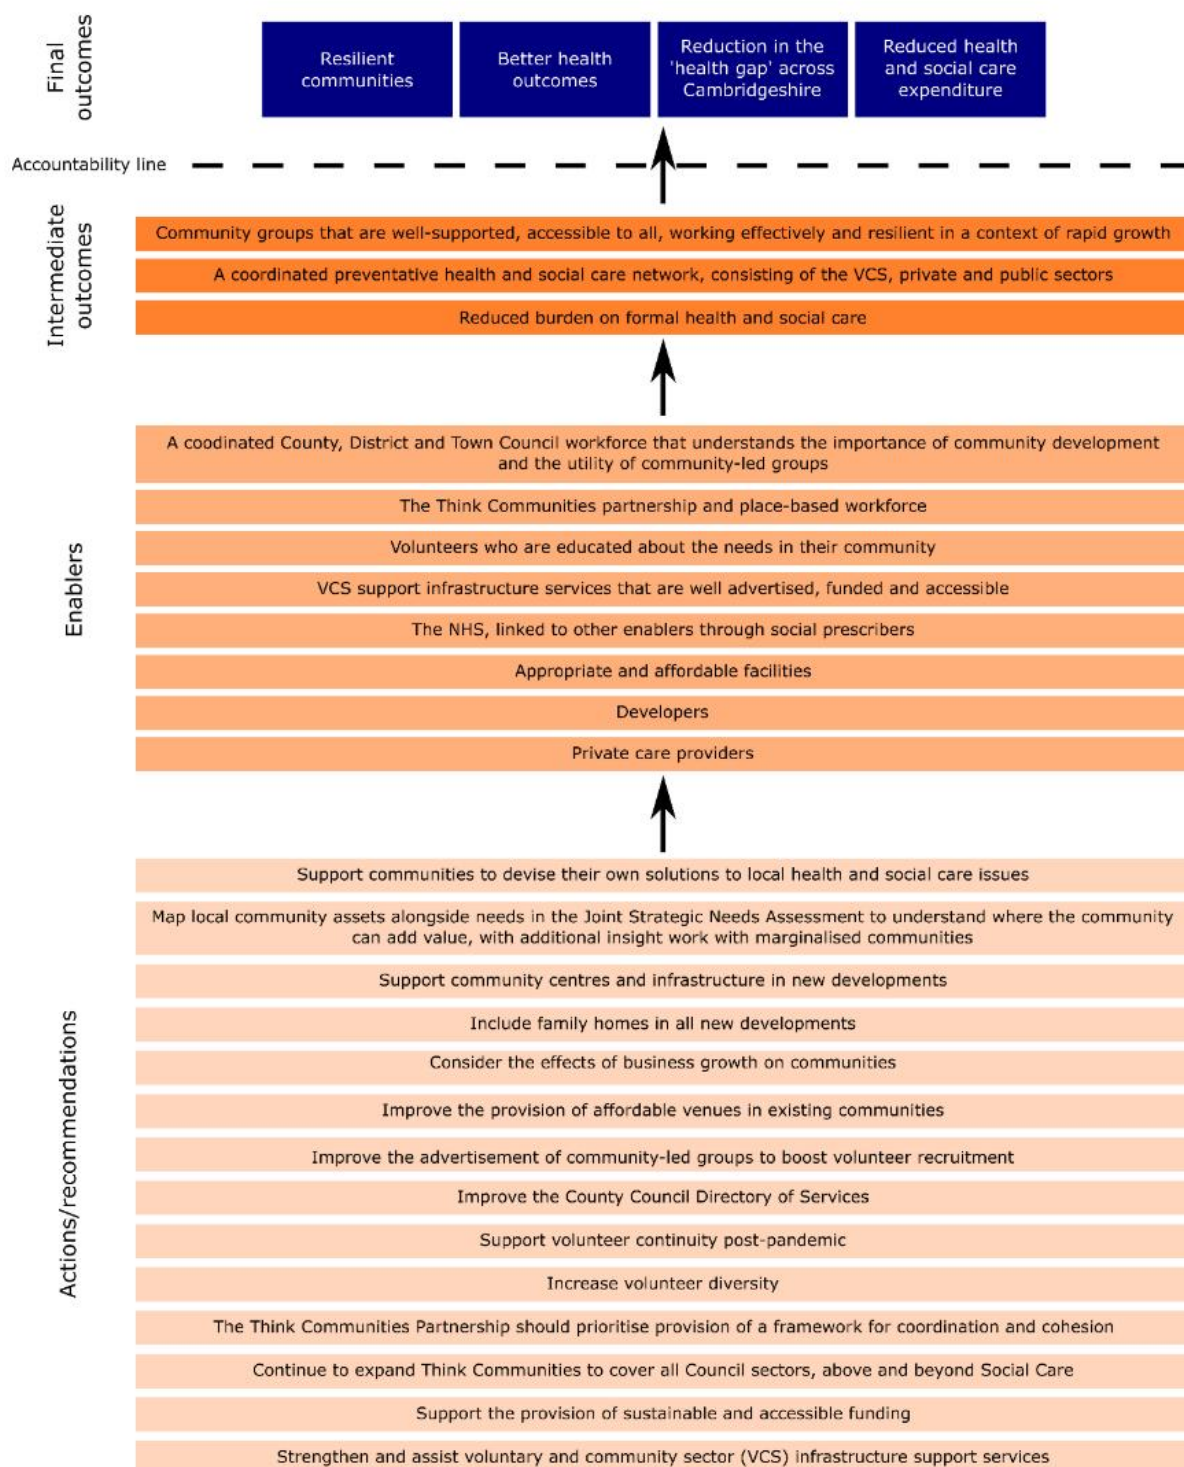 Final
outcomes
Resilient
communities
Better health
outcomes
Reduction in the
'health gap' across
Cambridgeshire
Reduced health
and social care
expenditure
Accountability line
Intermediate
outcomes
Community groups that are well-supported, accessible to all, working effectively and resilient in a context of rapid growth
A coordinated preventative health and social care network, consisting of the VCS, private and public sectors
Reduced burden on formal health and social care
Enablers
A coodinated County, District and Town Council workforce that understands the importance of community development
and the utility of community-led groups
The Think Communities partnership and place-based workforce
Volunteers who are educated about the needs in their community
VCS support infrastructure services that are well advertised, funded and accessible
The NHS, linked to other enablers through social prescribers
Appropriate and affordable facilities
Developers
Private care providers
Actions/recommendations
Support communities to devise their own solutions to local health and social care issues
Map local community assets alongside needs in the Joint Strategic Needs Assessment to understand where the community
can add value, with additional insight work with marginalised communities
Support community centres and infrastructure in new developments
Include family homes in all new developments
Consider the effects of business growth on communities
Improve the provision of affordable venues in existing communities
Improve the advertisement of community-led groups to boost volunteer recruitment
Improve the County Council Directory of Services
Support volunteer continuity post-pandemic
Increase volunteer diversity
The Think Communities Partnership should prioritise provision of a framework for coordination and cohesion
Continue to expand Think Communities to cover all Council sectors, above and beyond Social Care
Support the provision of sustainable and accessible funding
Strengthen and assist voluntary and community sector (VCS) infrastructure support services